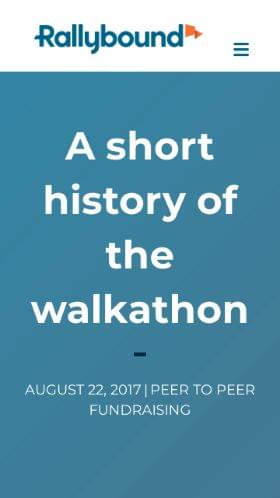 Rallybound
A short
history of
the
walkathon
AUGUST 22, 2017 | PEER TO PEER
FUNDRAISING